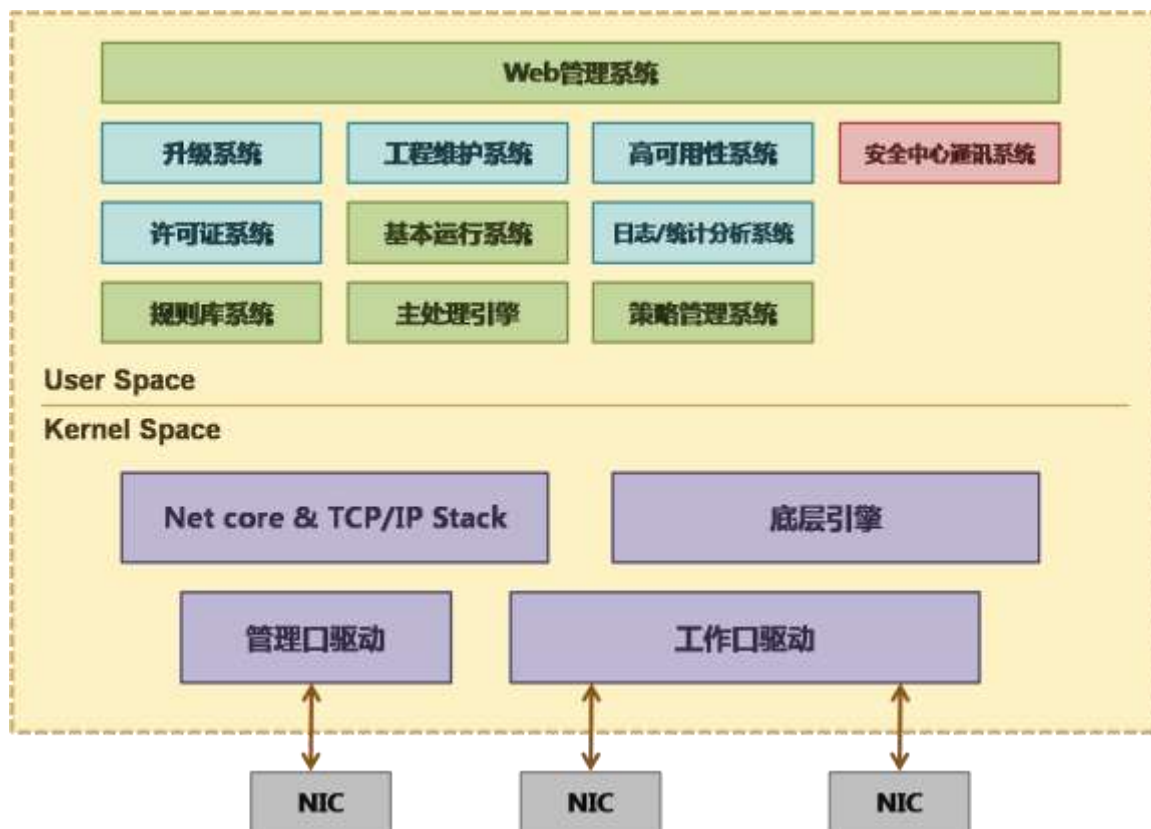 Web管理系统
升级系统
工程维护系统
高可用性系统
安全中心通讯系统
许可证系统
基本运行系统
日志/统计分析系统
规则库系统
主处理引擎
策略管理系统
User Space
Kernel Space
Net core & TCP/IP Stack
底层引擎
管理口驱动
工作口驱动
NIC
NIC
NIC